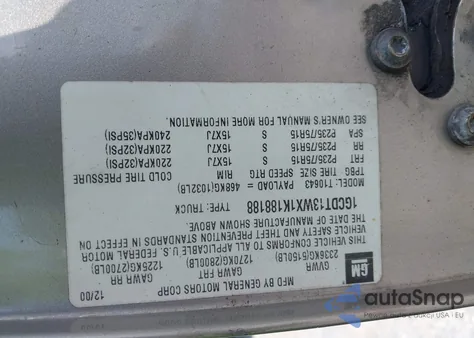 MFD BY GENERAL MOTORS CORP 12/00
GVWR GAWR FRT GAWR RR
2336KG(5150LB) 1270KG(2800LB) 1225KG(2700LB)
THIS VEHICLE CONFORMS TO ALL APPLICABLE U.S. FEDERAL MOTOR
VEHICLE SAFETY AND THEFT PREVENTION STANDARDS IN EFFECT ON
THE DATE OF MANUFACTURE SHOWN ABOVE.
1GCDT13WX1K188188 TYPE: TRUCK
MODEL: T10643 PAYLOAD = 468KG(1032LB)
TPBG TIRE SIZE SPEED RTG RIM COLD TIRE PRESSURE
FRT P235/75R15 S 15X7J 220KPA(32PSI)
RR P235/75R15 S 15X7J 220KPA(32PSI)
SPA P235/75R15 S 15X7J 240KPA(35PSI)
SEE OWNER'S MANUAL FOR MORE INFORMATION.
GM
autoAstat